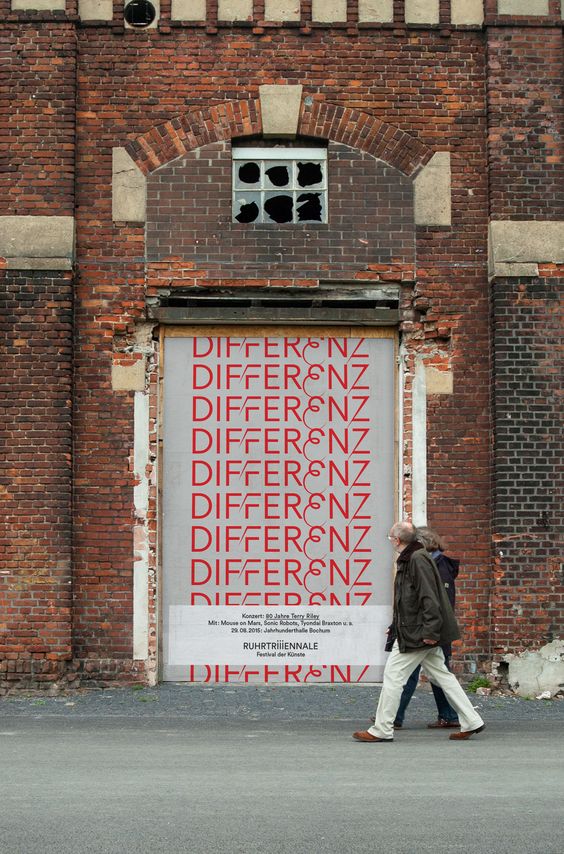 DIFFERENZ
DIFFERENZ
DIFFERENZ
DIFFERENZ
DIFFERENZ
DIFFERENZ
DIFFERENZ
DIFFERENZ
DIFFERENZ
Konzert: 80 Jahre Terry Riley
Mit: Mouse on Mars, Sonic Robots, Tyondai Braxton u. a.
29.08.2015: Jahrhunderthalle Bochum
RUHRTRiiiENNALE
Festival der Künste
DIFFERENZ